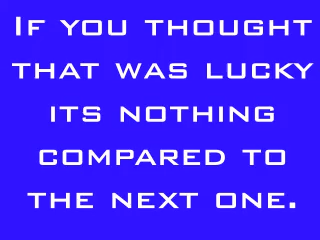 If you thought
that was lucky
its nothing
compared to
the next one.